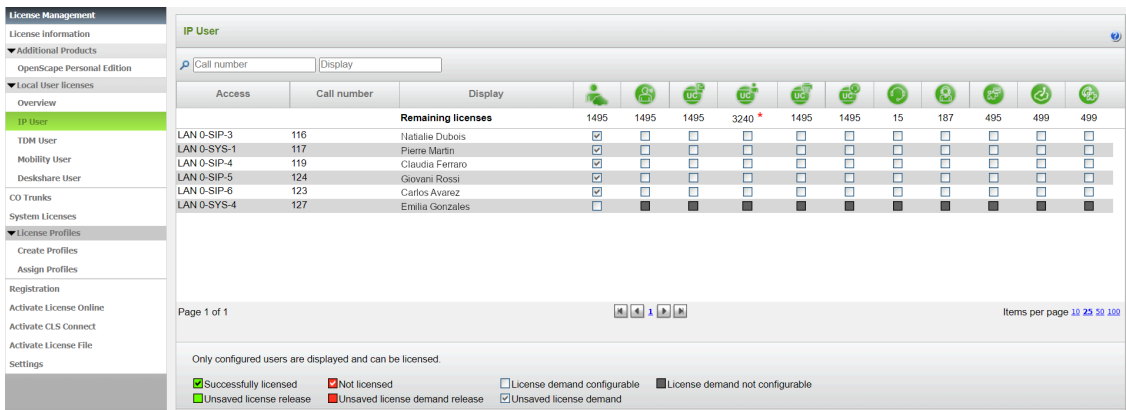 License Management
License information
Additional Products
OpenScape Personal Edition
Local User licenses
Overview
IP User
TDM User
Mobility User
Deskshare User
CO Trunks
System Licenses
License Profiles
Create Profiles
Assign Profiles
Registration
Activate License Online
Activate CLS Connect
Activate License File
Settings
IP User
Call number Display
Access Call number Display UC UC UC UC
Remaining licenses 1495 1495 1495 3240 * 1495 1495 15 187 495 499 499
LAN 0-SIP-3 116 Natialie Dubois
LAN 0-SYS-1 117 Pierre Martin
LAN 0-SIP-4 119 Claudia Ferraro
LAN 0-SIP-5 124 Giovani Rossi
LAN 0-SIP-6 123 Carlos Avarez
LAN 0-SYS-4 127 Emilia Gonzales
Page 1 of 1 1 Items per page 10 25 50 100
Only configured users are displayed and can be licensed.
Successfully licensed Not licensed License demand configurable License demand not configurable
Unsaved license release Unsaved license demand release Unsaved license demand